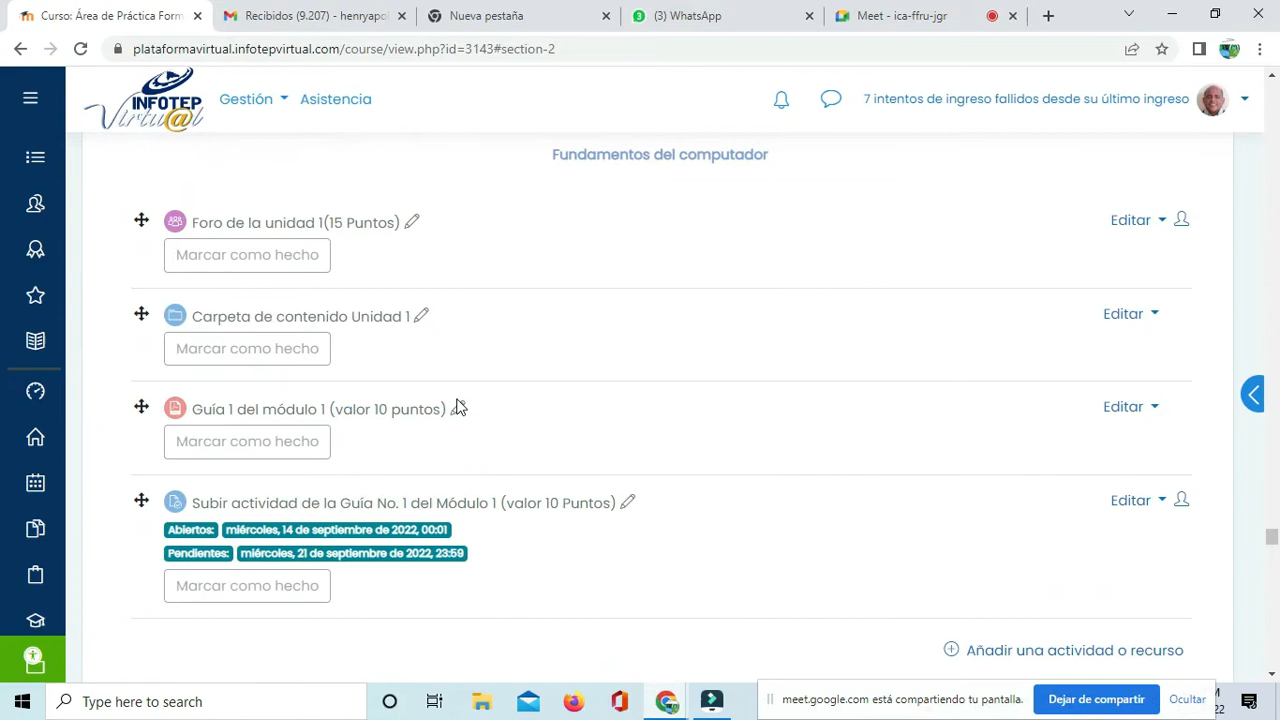 Curso: Área de Práctica Form
Recibidos (9.207) - henryapol
Nueva pestaña
(3) WhatsApp
Meet - ica-ffru-jgr
plataformavirtual.infotepvirtual.com/course/view.php?id=3143#section-2
INFOTEP
Virtu@l
Gestión
Asistencia
7 intentos de ingreso fallidos desde su último ingreso
Fundamentos del computador
Foro de la unidad 1(15 Puntos)
Editar
Marcar como hecho
Carpeta de contenido Unidad 1
Editar
Marcar como hecho
Guía 1 del módulo 1 (valor 10 puntos)
Editar
Marcar como hecho
Subir actividad de la Guía No. 1 del Módulo 1 (valor 10 Puntos)
Editar
Abiertos: miércoles, 14 de septiembre de 2022, 00:01
Pendientes: miércoles, 21 de septiembre de 2022, 23:59
Marcar como hecho
Añadir una actividad o recurso
Type here to search
meet.google.com está compartiendo tu pantalla.
Dejar de compartir
Ocultar